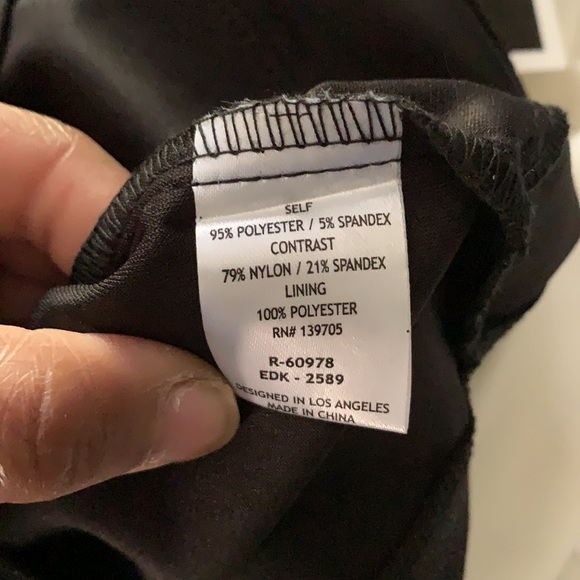 SELF
95% POLYESTER / 5% SPANDEX
CONTRAST
79% NYLON / 21% SPANDEX
LINING
100% POLYESTER
RN# 139705
R-60978
EDK - 2589
DESIGNED IN LOS ANGELES
MADE IN CHINA